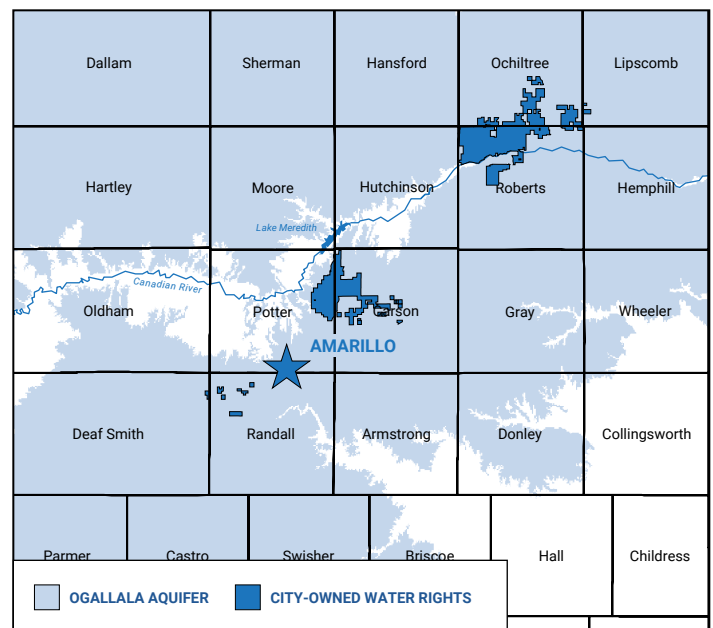 Dallam
Sherman
Hansford
Ochiltree
Lipscomb
Hartley
Moore
Hutchinson
Roberts
Hemphill
Lake Meredith
Canadian River
Oldham
Potter
Carson
Gray
Wheeler
AMARILLO
Deaf Smith
Randall
Armstrong
Donley
Collingsworth
Parmer
Castro
Swisher
Briscoe
Hall
Childress
OGALLALA AQUIFER
CITY-OWNED WATER RIGHTS